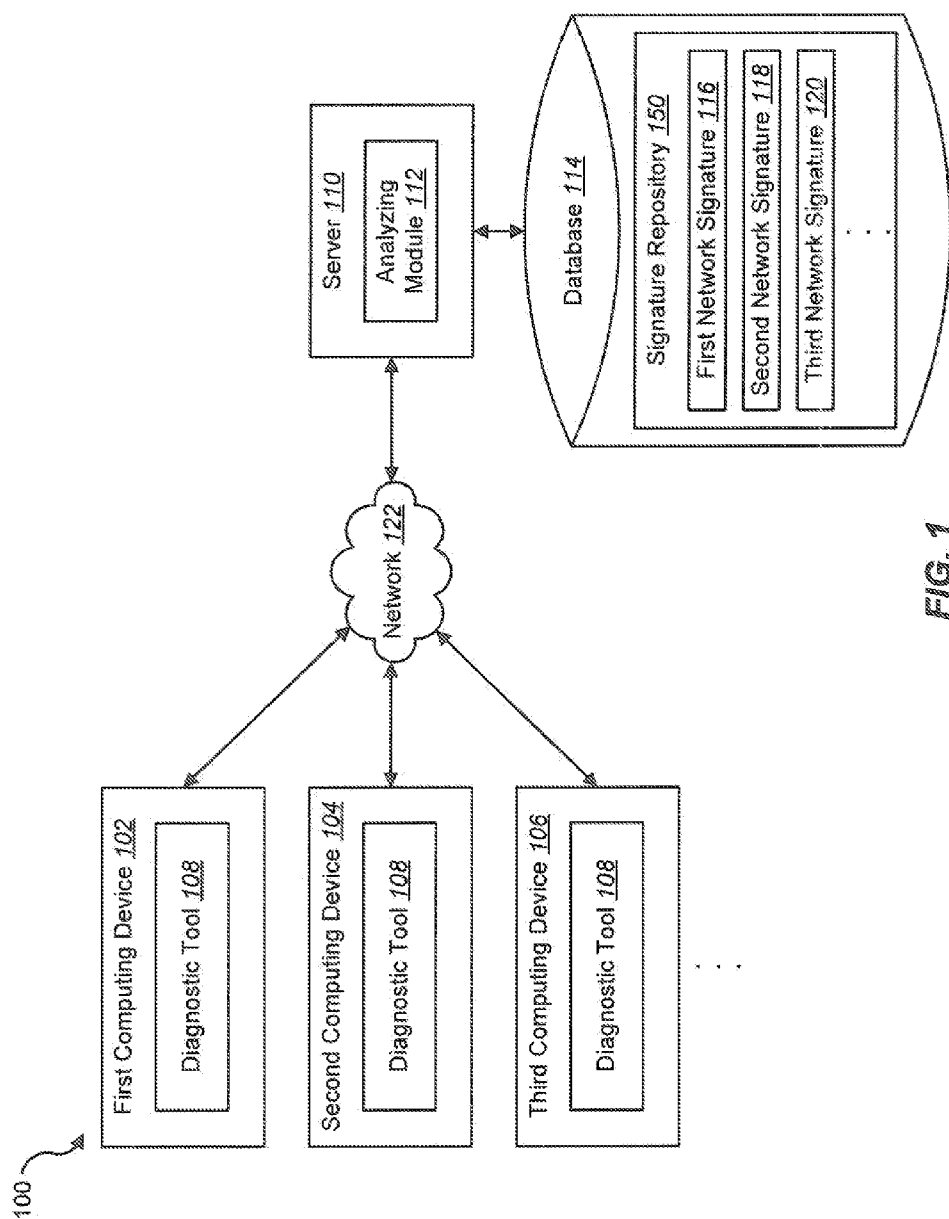 100
First Computing Device 102
Diagnostic Tool 108
Second Computing Device 104
Diagnostic Tool 108
Third Computing Device 106
Diagnostic Tool 108
. . .
Network 122
Server 110
Analyzing
Module 112
Database 114
Signature Repository 150
First Network Signature 116
Second Network Signature 118
Third Network Signature 120
. . .
FIG. 1